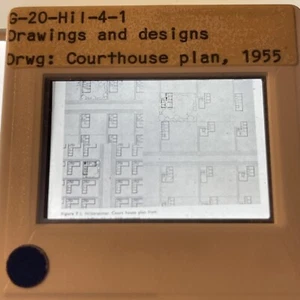 G-20-Hil-4-1
Drawings and designs
Drwg: Courthouse plan, 1955